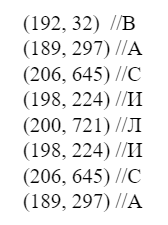 (192, 32) //В
(189, 297) //А
(206, 645) //С
(198, 224) //И
(200, 721) //Л
(198, 224) //И
(206, 645) //С
(189, 297) //А